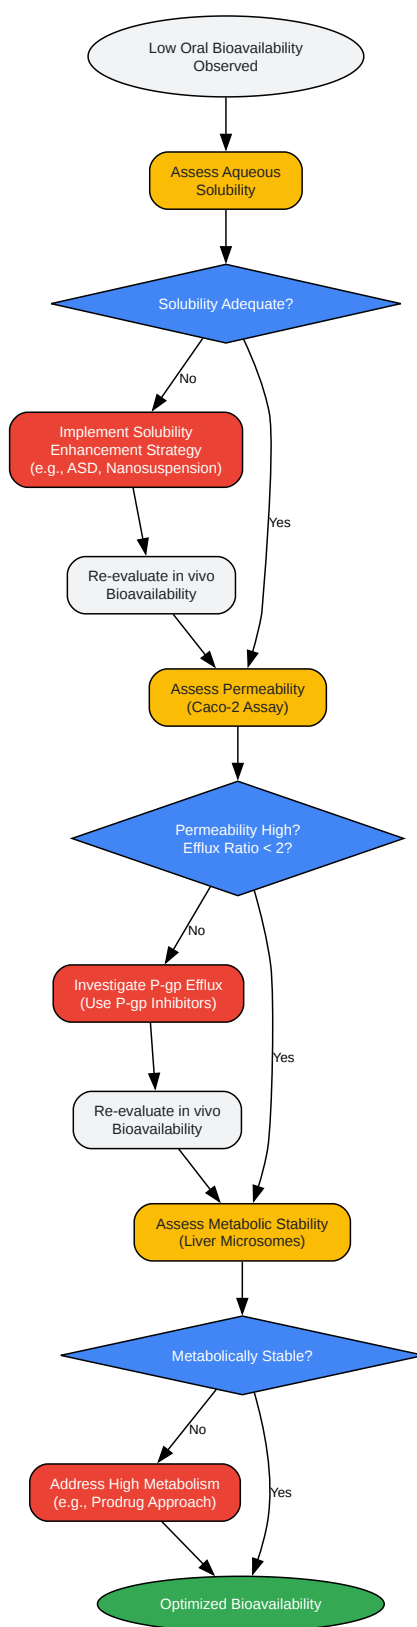 Low Oral Bioavailability
Observed
Assess Aqueous
Solubility
Solubility Adequate?
No
Implement Solubility
Enhancement Strategy
(e.g., ASD, Nanosuspension)
Yes
Re-evaluate in vivo
Bioavailability
Assess Permeability
(Caco-2 Assay)
Permeability High?
Efflux Ratio < 2?
No
Investigate P-gp Efflux
(Use P-gp Inhibitors)
Yes
Re-evaluate in vivo
Bioavailability
Assess Metabolic Stability
(Liver Microsomes)
Metabolically Stable?
No
Address High Metabolism
(e.g., Prodrug Approach)
Yes
Optimized Bioavailability